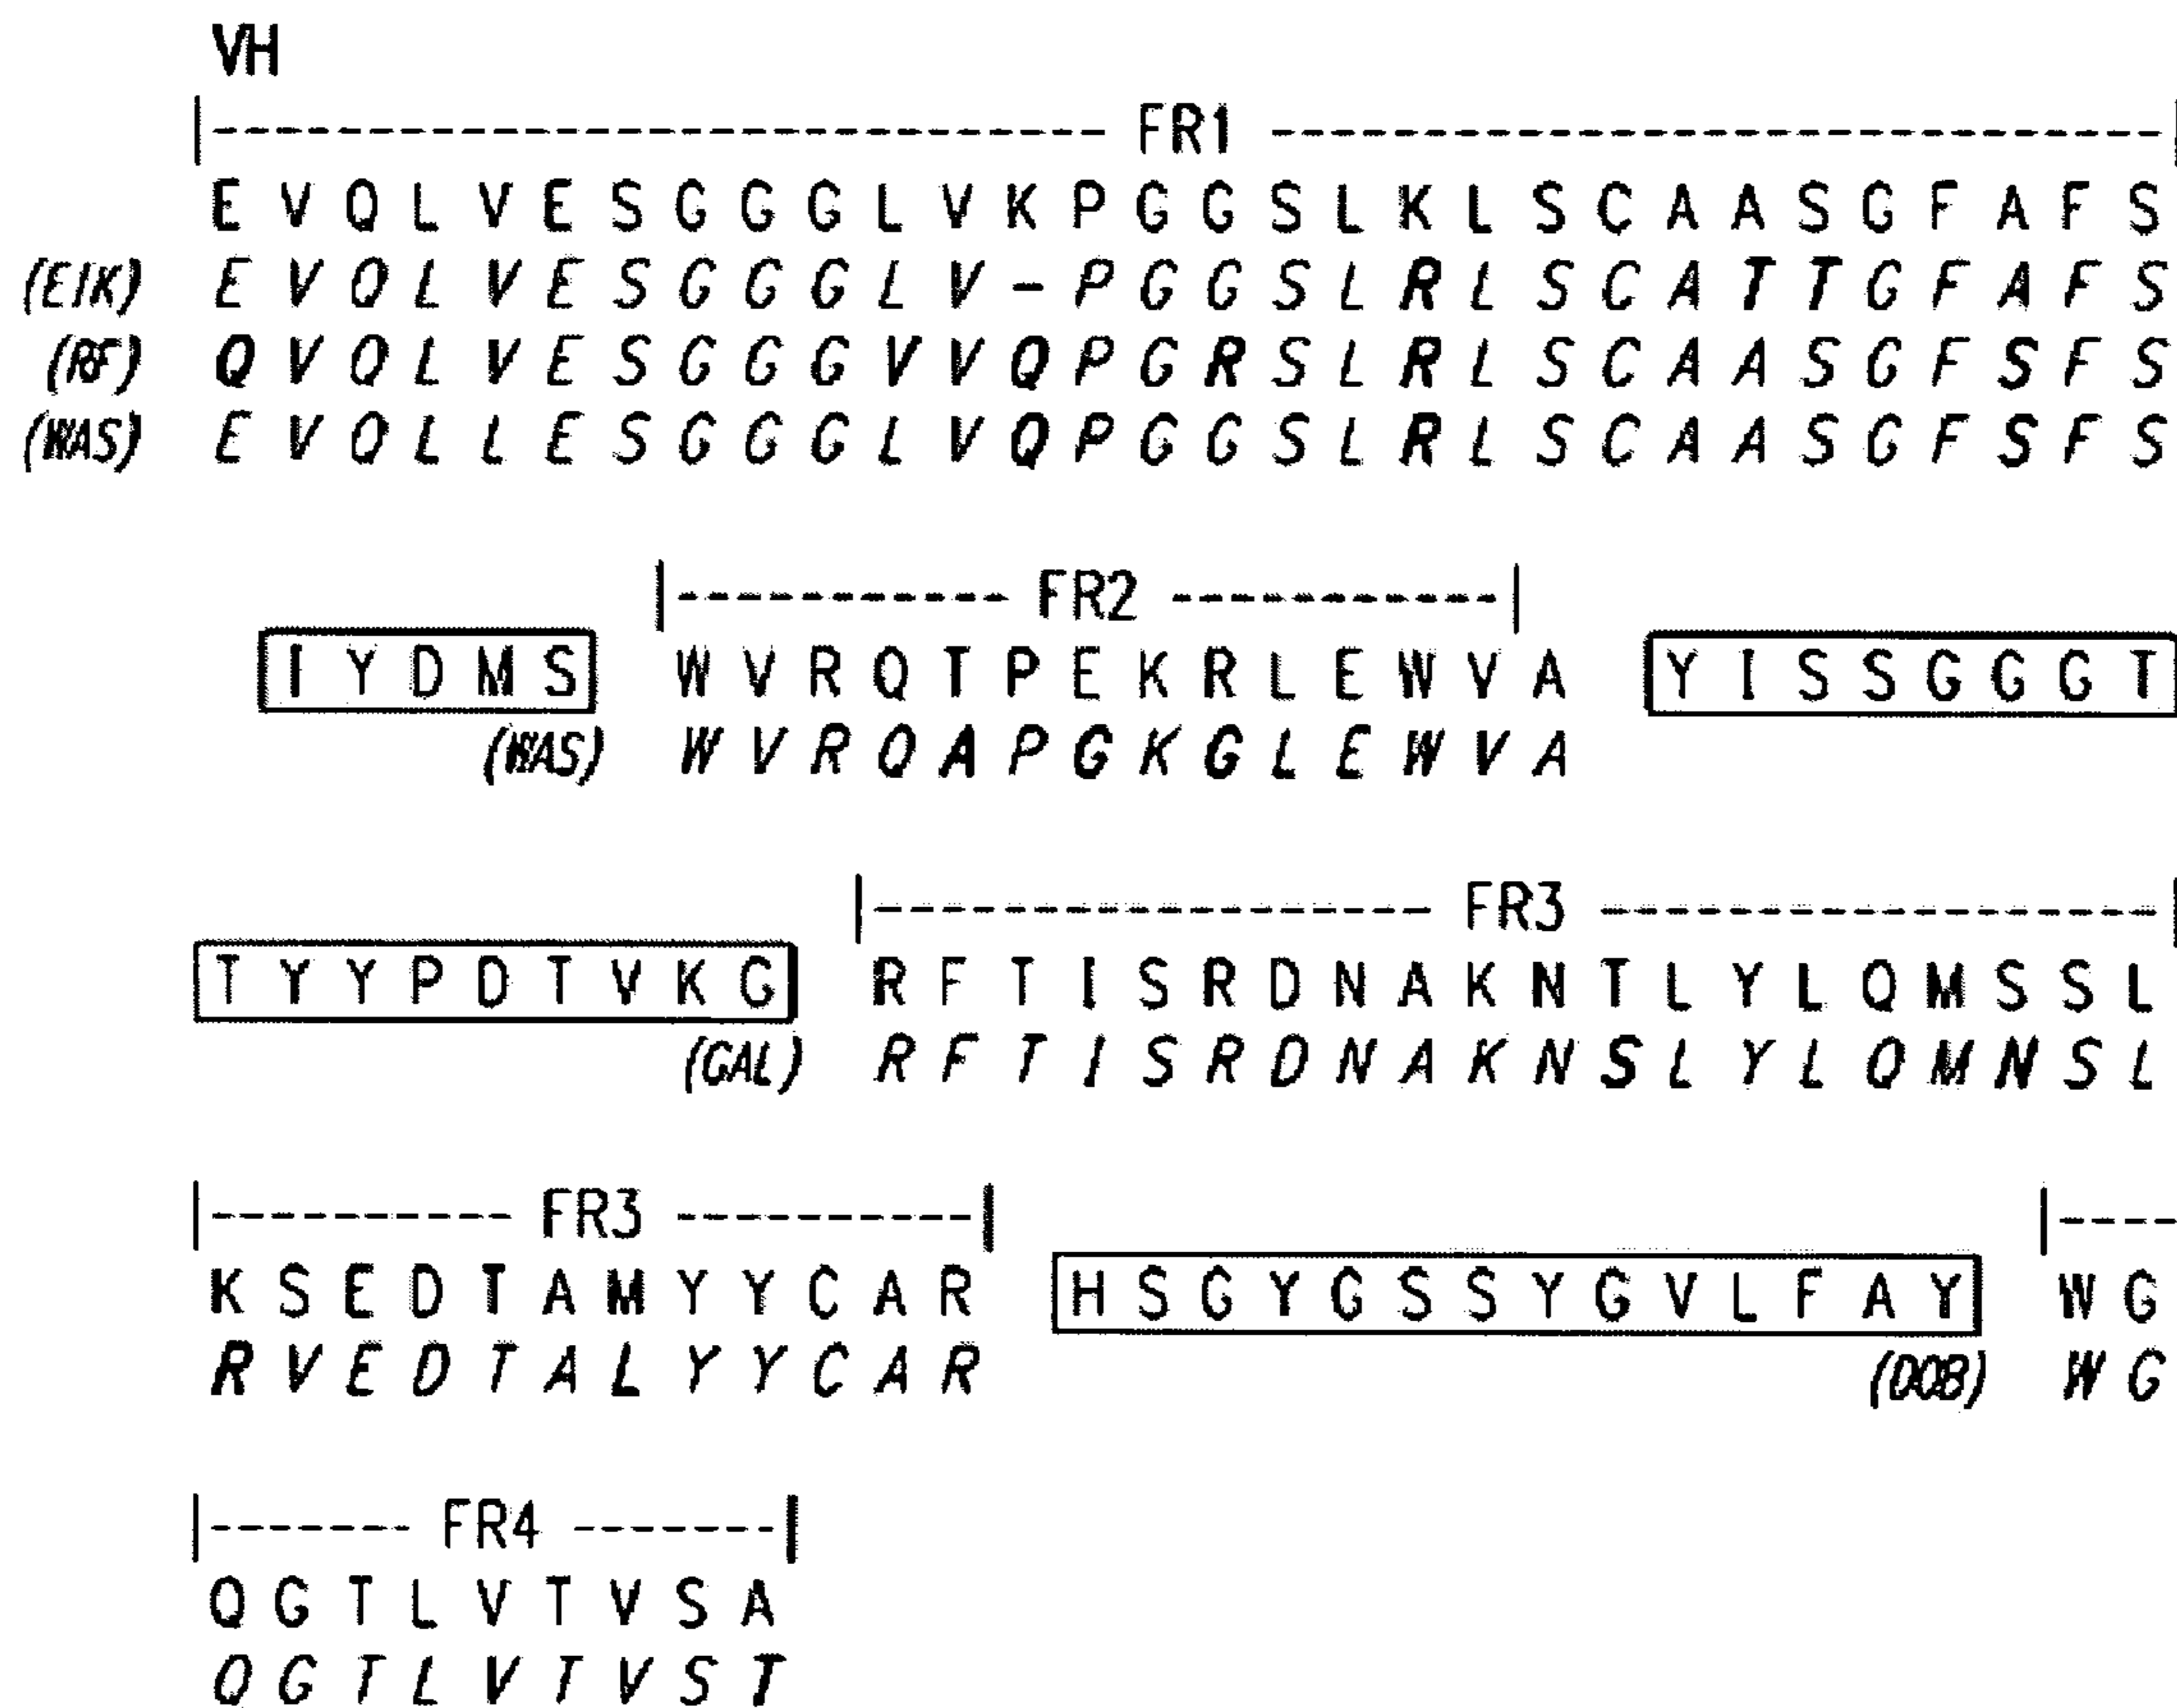 VH
|--------------------------- FR1 ---------------------------|
E V Q L V E S G G G L V K P G G S L K L S C A A S G F A F S
(EIK) E V Q L V E S G G G L V - P G G S L R L S C A T T G F A F S
(RF) Q V Q L V E S G G G V V Q P G R S L R L S C A A S G F S F S
(WAS) E V Q L L E S G G G L V Q P G G S L R L S C A A S G F S F S
|---------- FR2 ----------|
I Y D M S W V R Q T P E K R L E W V A Y I S S G G G T
(WAS) W V R Q A P G K G L E W V A
|----------------- FR3 -----------------|
T Y Y P D T V K G R F T I S R D N A K N T L Y L Q M S S L
(GAL) R F T I S R D N A K N S L Y L Q M N S L
|--------- FR3 ---------| |----
K S E D T A M Y Y C A R H S G Y G S S Y G V L F A Y W G
R V E D T A L Y Y C A R (DOB) W G
|------ FR4 ------|
Q G T L V T V S A
Q G T L V T V S T